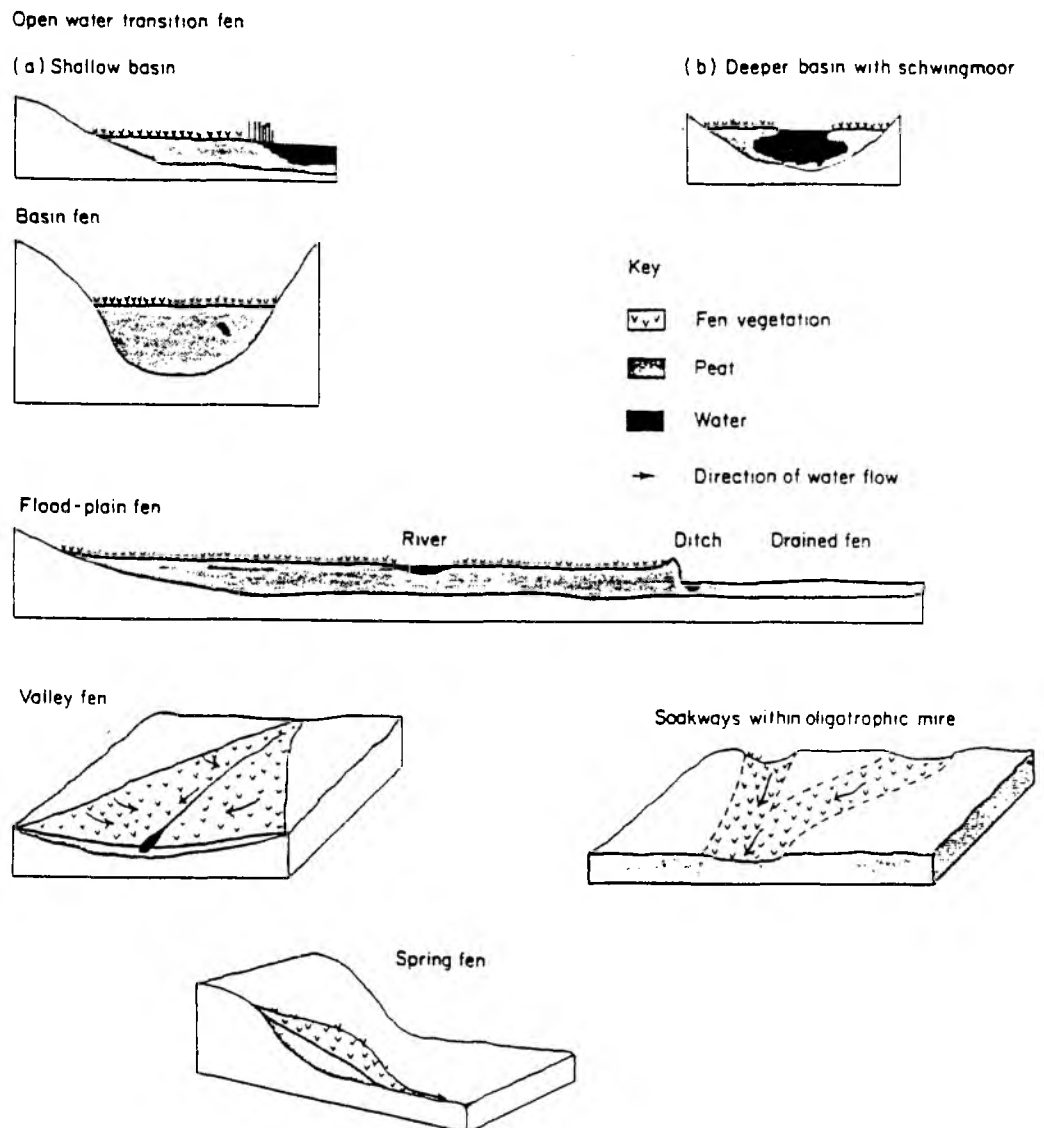 Open water transition fen
(a) Shallow basin
(b) Deeper basin with schwingmoor
Basin fen
Key
Fen vegetation
Peat
Water
Direction of water flow
Flood-plain fen
River
Ditch
Drained fen
Valley fen
Soakways within oligotrophic mire
Spring fen